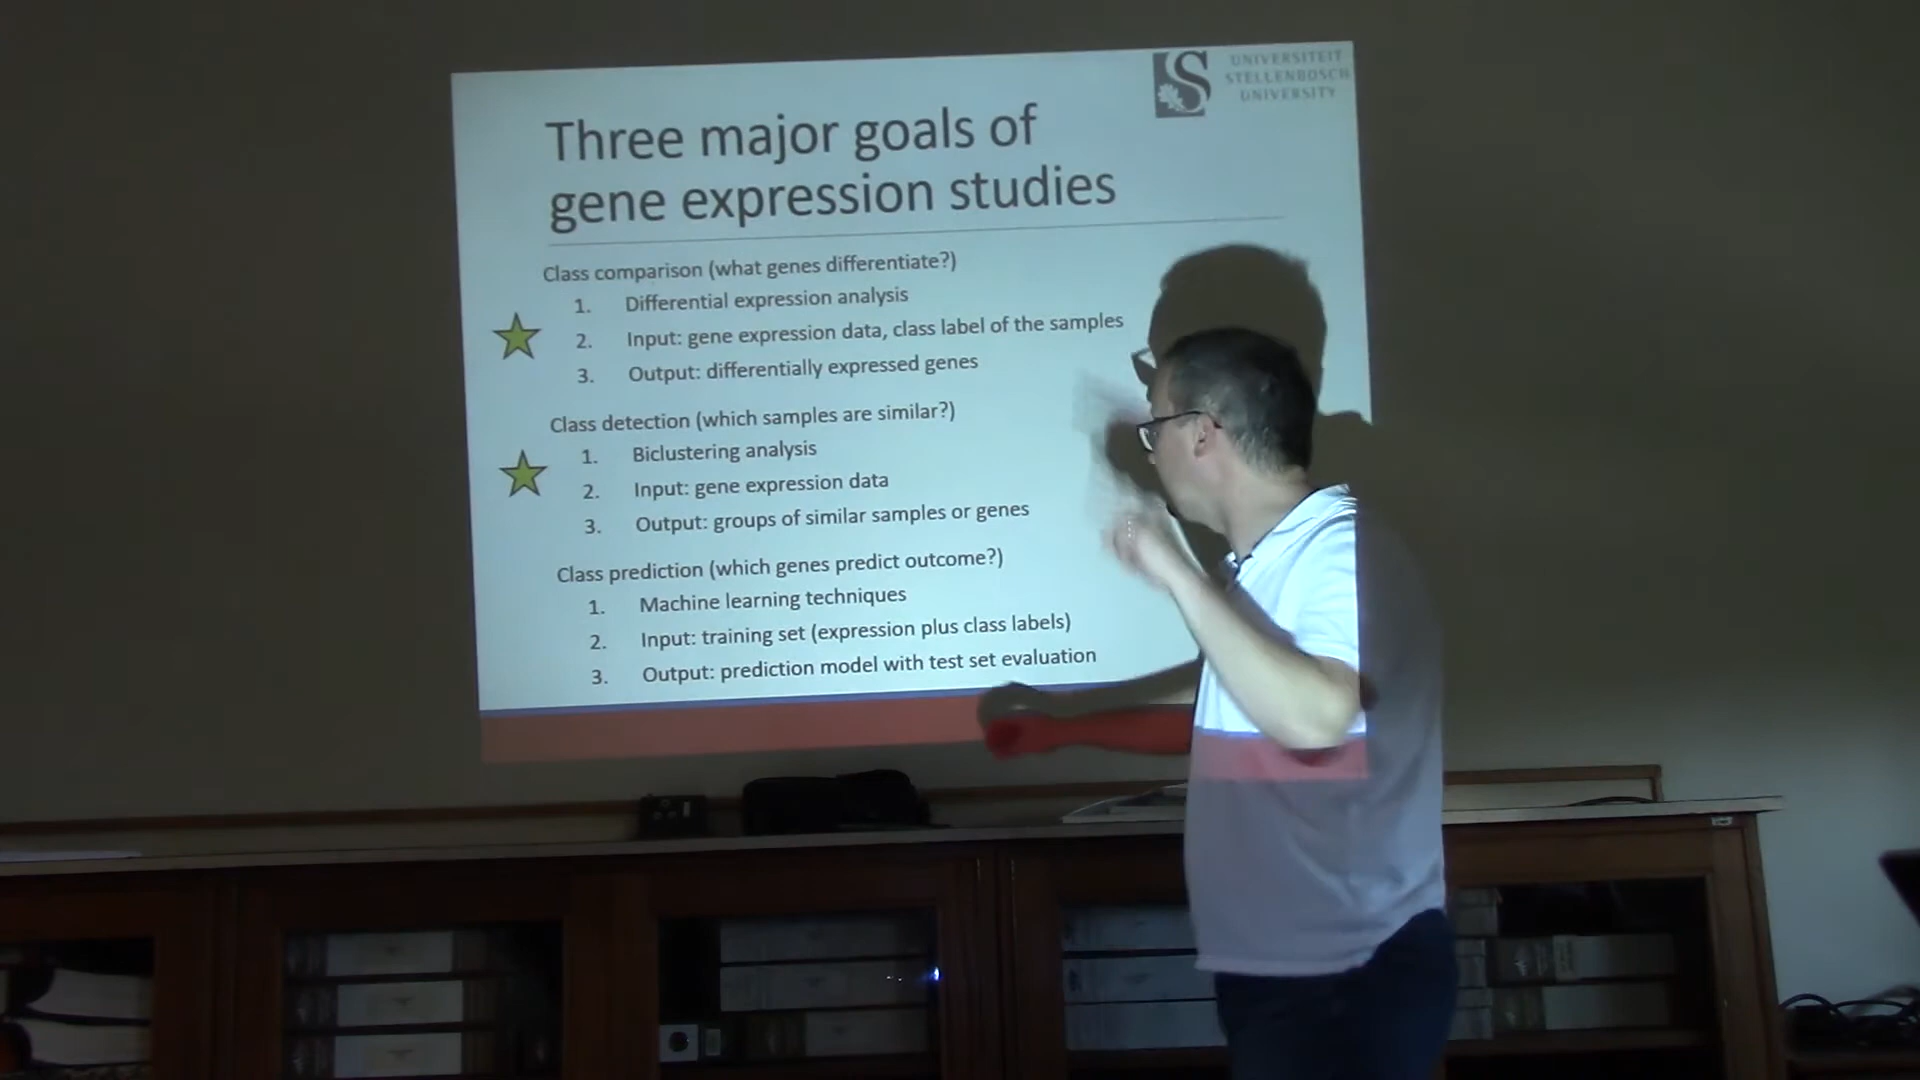 UNIVERSITEIT
STELLENBOSCH
UNIVERSITY
Three major goals of
gene expression studies
Class comparison (what genes differentiate?)
1. Differential expression analysis
2. Input: gene expression data, class label of the samples
3. Output: differentially expressed genes
Class detection (which samples are similar?)
1. Biclustering analysis
2. Input: gene expression data
3. Output: groups of similar samples or genes
Class prediction (which genes predict outcome?)
1. Machine learning techniques
2. Input: training set (expression plus class labels)
3. Output: prediction model with test set evaluation